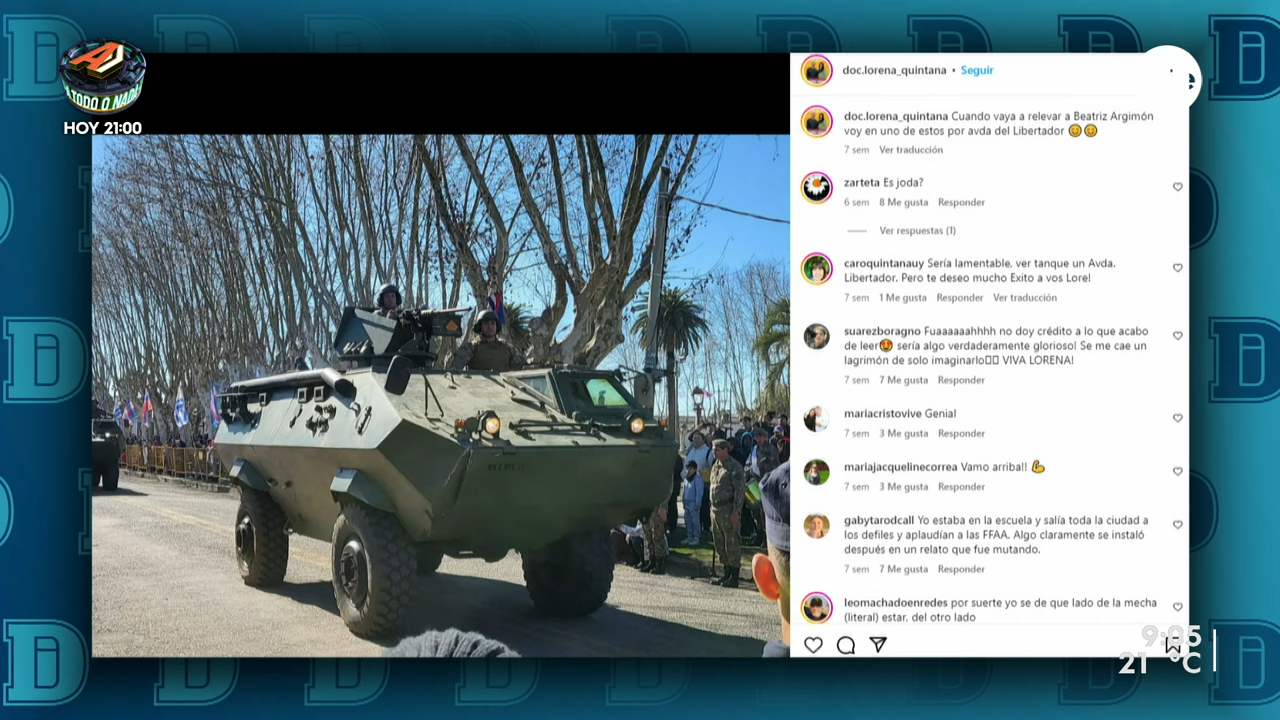 A TODO O NADA
HOY 21:00
doc.lorena_quintana • Seguir
doc.lorena_quintana Cuando vaya a relevar a Beatriz Argimón
voy en uno de estos por avda del Libertador 😊😊
7 sem Ver traducción
zarteta Es joda?
6 sem 8 Me gusta Responder
Ver respuestas (1)
caroquintanauy Sería lamentable, ver tanque un Avda.
Libertador. Pero te deseo mucho Exito a vos Lore!
7 sem 1 Me gusta Responder Ver traducción
suarezboragno Fuaaaaaahhhh no doy crédito a lo que acabo
de leer🤩 sería algo verdaderamente glorioso! Se me cae un
lagrimón de solo imaginarlo▯▯ VIVA LORENA!
7 sem 7 Me gusta Responder
mariacristovive Genial
7 sem 3 Me gusta Responder
mariajacquelinecorrea Vamo arriba!! 💪
7 sem 3 Me gusta Responder
gabytarodcall Yo estaba en la escuela y salía toda la ciudad a
los defiles y aplaudían a las FFAA. Algo claramente se instaló
después en un relato que fue mutando.
7 sem 7 Me gusta Responder
leomachadoenredes por suerte yo se de que lado de la mecha
(literal) estar. del otro lado
9:05
21 °C